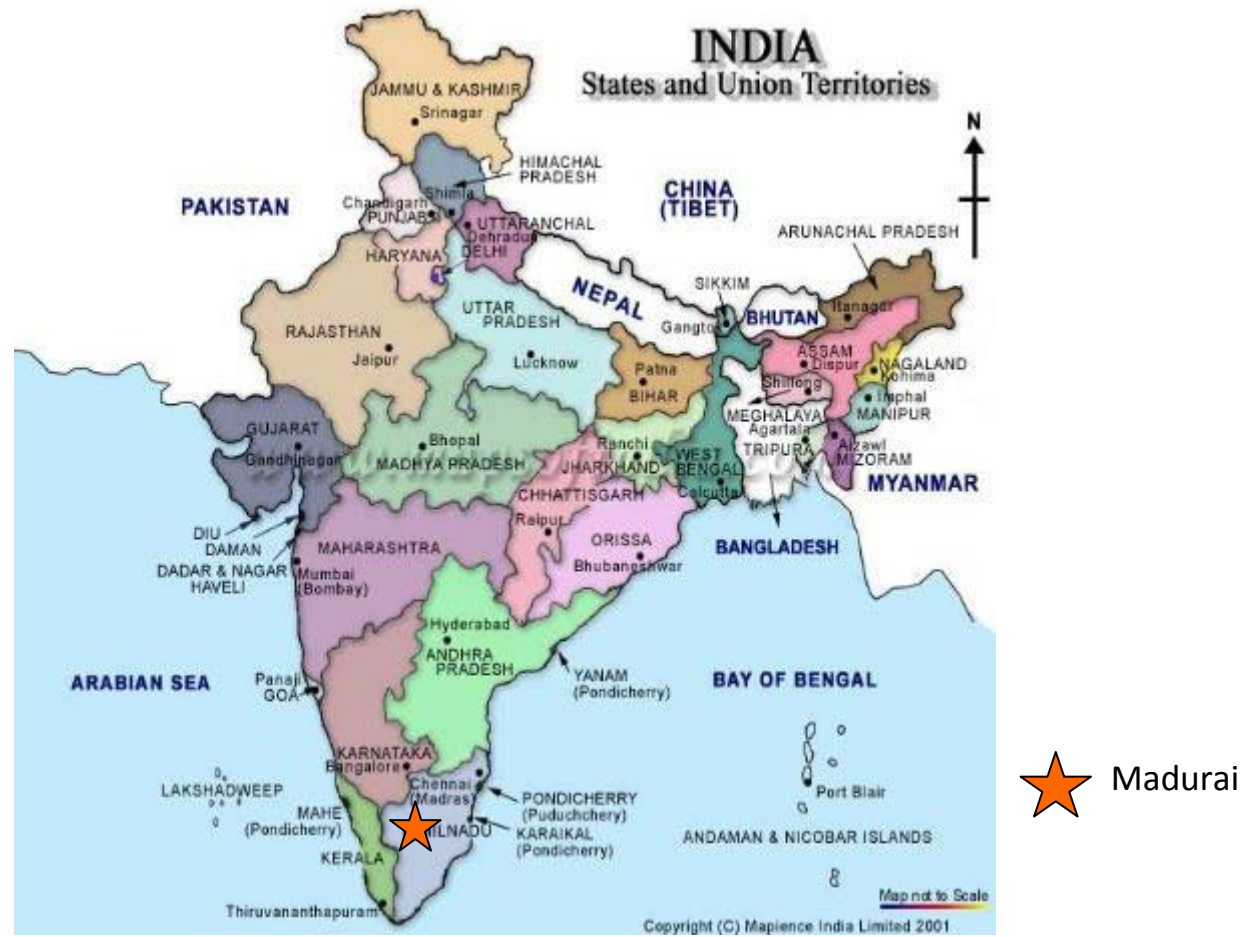 INDIA
States and Union Territories
N
JAMMU & KASHMIR
Srinagar
HIMACHAL
PRADESH
PAKISTAN
CHINA
(TIBET)
Shimla
Chandigarh
PUNJAB
UTTARANCHAL
Dehradun
DELHI
HARYANA
ARUNACHAL PRADESH
Itanagar
NEPAL
SIKKIM
Gangto
BHUTAN
UTTAR
PRADESH
Lucknow
RAJASTHAN
Jaipur
ASSAM
Dispur
NAGALAND
Kohima
Patna
BIHAR
Shillong
MEGHALAYA
Imphal
MANIPUR
Agartala
TRIPURA
Aizawl
MIZORAM
MYANMAR
GUJARAT
Gandhinagar
Bhopal
MADHYA PRADESH
Ranchi
JHARKHAND
WEST
BENGAL
Calcutta
CHHATTISGARH
Raipur
ORISSA
Bhubaneshwar
BANGLADESH
DIU
DAMAN
DADAR & NAGAR
HAVELI
MAHARASHTRA
Mumbai
(Bombay)
Hyderabad
ANDHRA
PRADESH
YANAM
(Pondicherry)
ARABIAN SEA
BAY OF BENGAL
Panaji
GOA
KARNATAKA
Bangalore
Chennai
(Madras)
PONDICHERRY
(Puduchchery)
LAKSHADWEEP
MAHE
(Pondicherry)
ILNADU
KARAIKAL
(Pondicherry)
KERALA
Thiruvananthapuram
Port Blair
ANDAMAN & NICOBAR ISLANDS
Map not to Scale
Copyright (C) Mapience India Limited 2001
Madurai